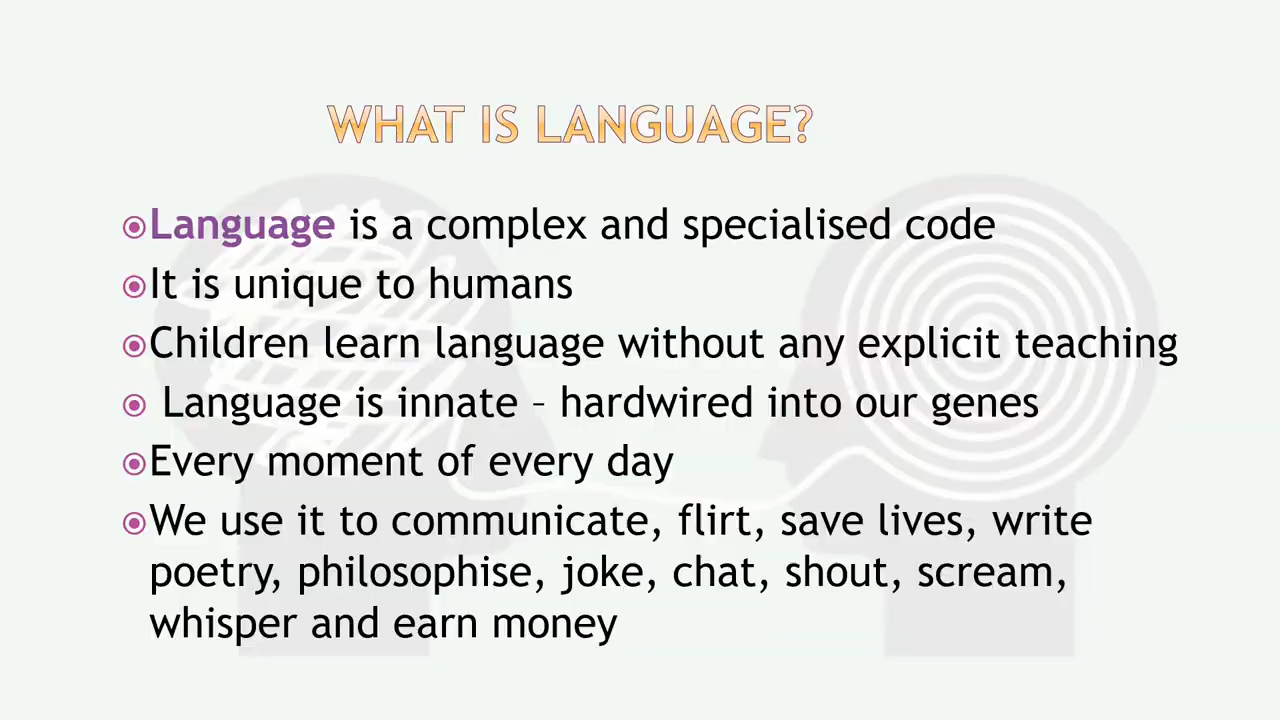 WHAT IS LANGUAGE?
Language is a complex and specialised code
It is unique to humans
Children learn language without any explicit teaching
Language is innate – hardwired into our genes
Every moment of every day
We use it to communicate, flirt, save lives, write
poetry, philosophise, joke, chat, shout, scream,
whisper and earn money